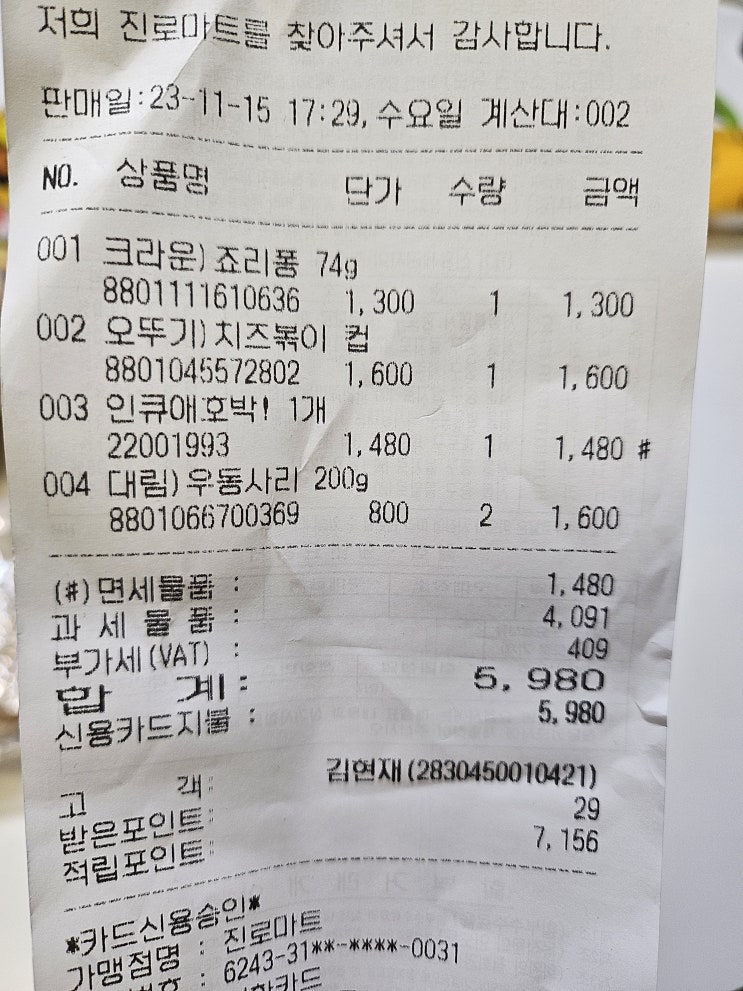 저희 진로마트를 찾아주셔서 감사합니다.
판매일:23-11-15 17:29, 수요일 계산대:002
NO. 상품명 단가 수량 금액
001 크라운)죠리퐁 74g
8801111610636 1,300 1 1,300
002 오뚜기)치즈볶이 컵
8801045572802 1,600 1 1,600
003 인큐애호박! 1개
22001993 1,480 1 1,480 #
004 대림)우동사리 200g
8801066700369 800 2 1,600
(#)면세물품 : 1,480
과 세 물 품 : 4,091
부가세(VAT) : 409
합 계: 5,980
신용카드지불 : 5,980
고 객: 김현재(2830450010421)
받은포인트: 29
적립포인트: 7,156
*카드신용승인*
가맹점명 : 진로마트
: 6243-31**-****-0031